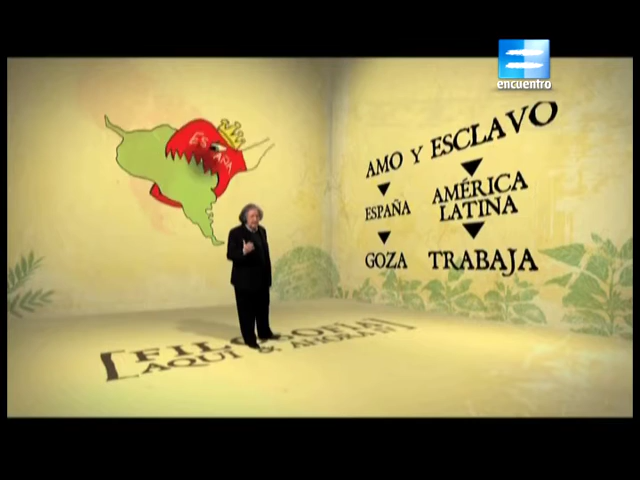 encuentro
ESPAÑA
AMO Y ESCLAVO
ESPAÑA
AMÉRICA
LATINA
GOZA
TRABAJA
[FILOSOFÍA
AQUÍ & AHORA]